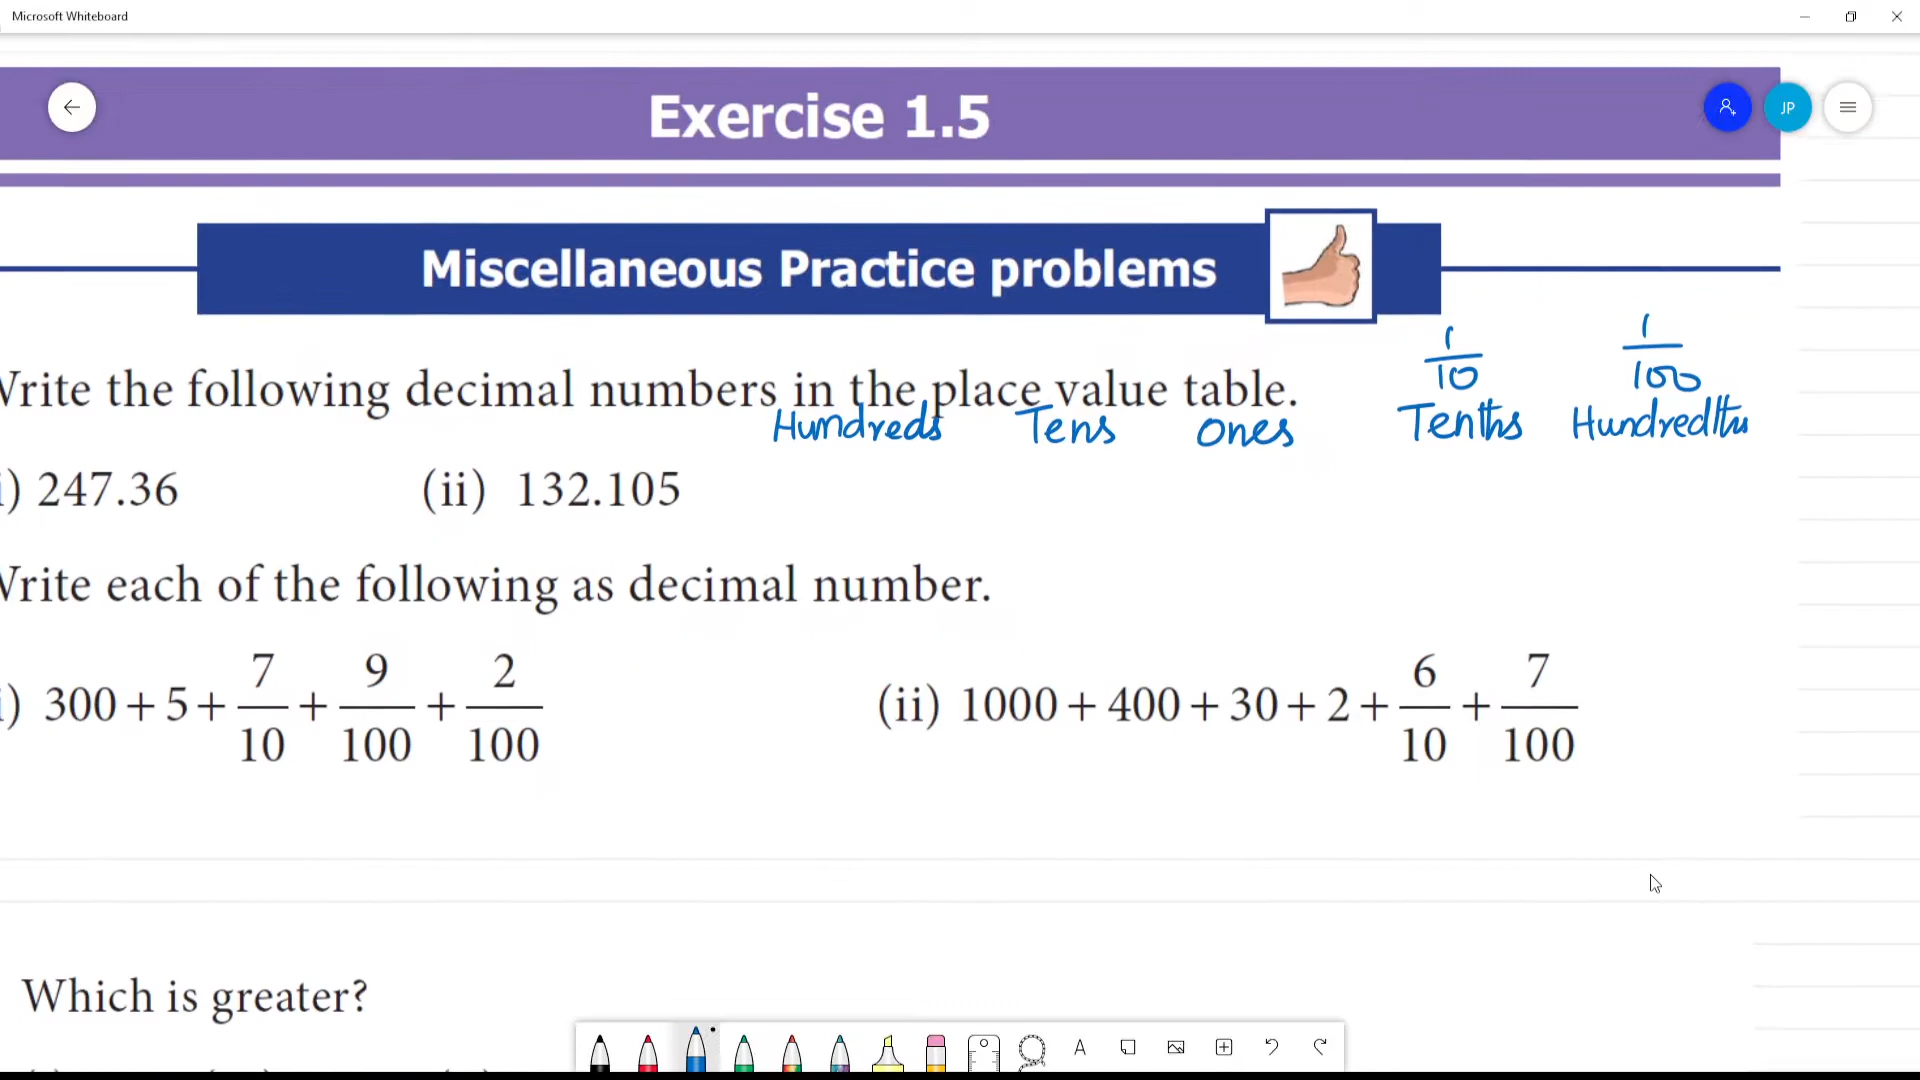 Microsoft Whiteboard
Exercise 1.5
JP
Miscellaneous Practice problems
Write the following decimal numbers in the place value table.
1/10 1/100
Hundreds Tens Ones Tenths Hundredths
i) 247.36 (ii) 132.105
Write each of the following as decimal number.
i) 300 + 5 + 7/10 + 9/100 + 2/100 (ii) 1000 + 400 + 30 + 2 + 6/10 + 7/100
Which is greater?
A